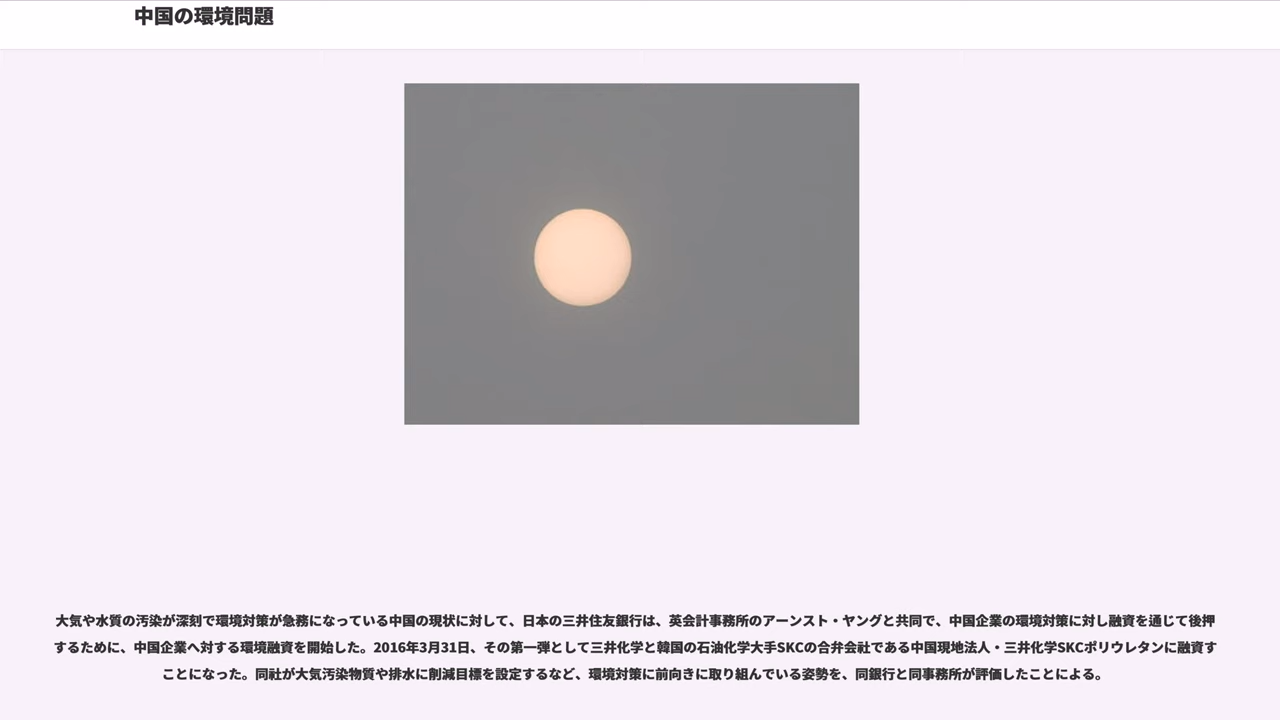 中国の環境問題
大気や水質の汚染が深刻で環境対策が急務になっている中国の現状に対して、日本の三井住友銀行は、英会計事務所のアーンスト・ヤングと共同で、中国企業の環境対策に対し融資を通じて後押
するために、中国企業へ対する環境融資を開始した。2016年3月31日、その第一弾として三井化学と韓国の石油化学大手SKCの合弁会社である中国現地法人・三井化学SKCポリウレタンに融資す
ことになった。同社が大気汚染物質や排水に削減目標を設定するなど、環境対策に前向きに取り組んでいる姿勢を、同銀行と同事務所が評価したことによる。